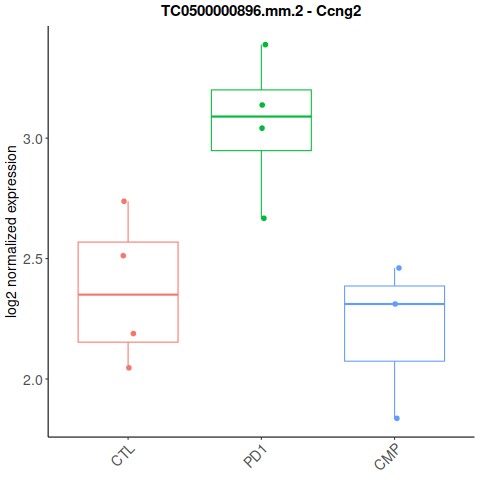 TC0500000896.mm.2 - Ccng2
log2 normalized expression
3.0
2.5
2.0
CTL
PD1
CMP